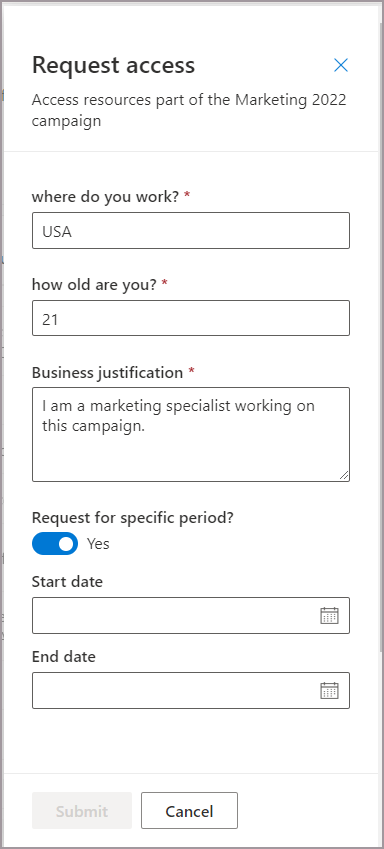 Request access
Access resources part of the Marketing 2022
campaign
where do you work? *
USA
how old are you? *
21
Business justification *
I am a marketing specialist working on
this campaign.
Request for specific period?
Yes
Start date
End date
Submit
Cancel